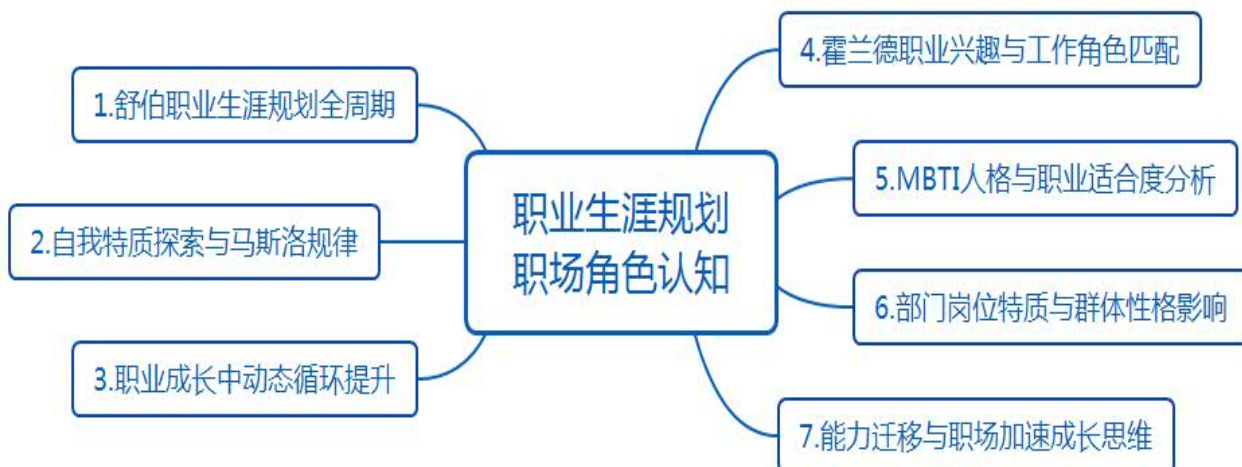 1.舒伯职业生涯规划全周期
2.自我特质探索与马斯洛规律
3.职业成长中动态循环提升
职业生涯规划
职场角色认知
4.霍兰德职业兴趣与工作角色匹配
5.MBTI人格与职业适合度分析
6.部门岗位特质与群体性格影响
7.能力迁移与职场加速成长思维